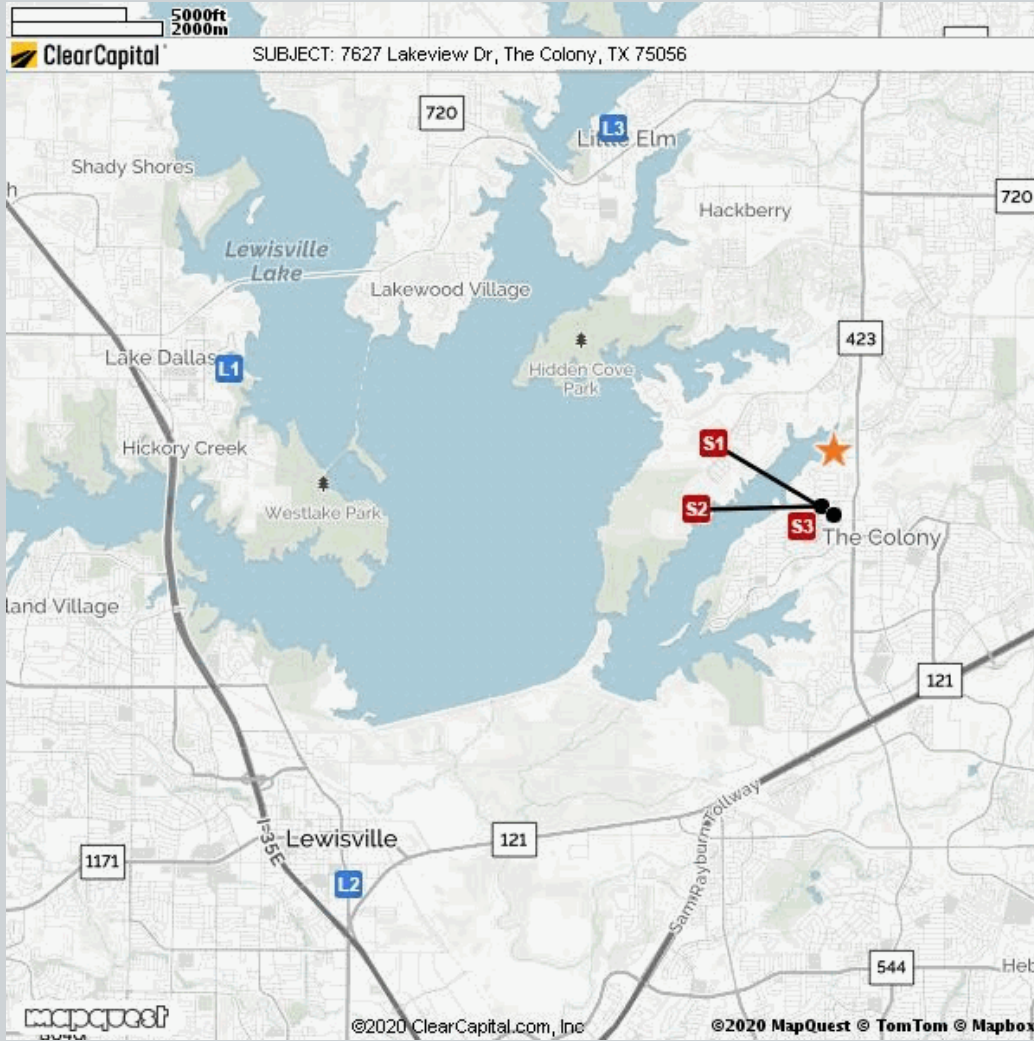 5000ft
2000m
ClearCapital
SUBJECT: 7627 Lakeview Dr, The Colony, TX 75056
720
L3
Little Elm
Shady Shores
h
720
Hackberry
Lewisville
Lake
Lakewood Village
423
Lake Dallas
L1
Hidden Cove
Park
S1
Hickory Creek
Westlake Park
S2
S3
The Colony
land Village
121
I-35E
Lewisville
121
Sam Rayburn Tollway
1171
L2
544
Heb
mapquest
©2020 ClearCapital.com, Inc
©2020 MapQuest © TomTom © Mapbox